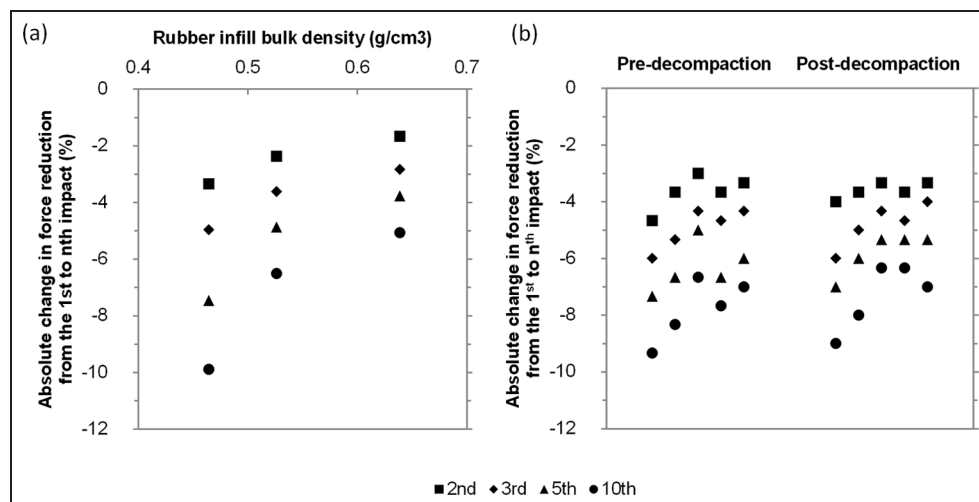 (a)
Rubber infill bulk density (g/cm3)
0.4 0.5 0.6 0.7
0
-2
-4
-6
-8
-10
-12
Absolute change in force reduction
from the 1st to nth impact (%)
(b)
Pre-decompaction Post-decompaction
0
-2
-4
-6
-8
-10
-12
Absolute change in force reduction
from the 1st to nth impact (%)
2nd 3rd 5th 10th